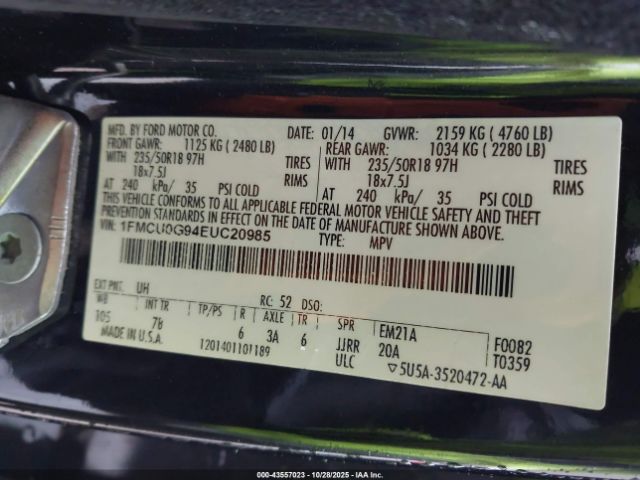 MFD. BY FORD MOTOR CO. DATE: 01/14 GVWR: 2159 KG ( 4760 LB)
FRONT GAWR: 1125 KG ( 2480 LB) REAR GAWR: 1034 KG ( 2280 LB)
WITH 235/50R18 97H TIRES WITH 235/50R18 97H TIRES
18x7.5J RIMS 18x7.5J RIMS
AT 240 kPa/ 35 PSI COLD AT 240 kPa/ 35 PSI COLD
THIS VEHICLE CONFORMS TO ALL APPLICABLE FEDERAL MOTOR VEHICLE SAFETY AND THEFT
PREVENTION STANDARDS IN EFFECT ON THE DATE OF MANUFACTURE SHOWN ABOVE.
VIN: 1FMCU0G94EUC20985 TYPE: MPV
EXT PNT: UH RC: 52 DSO:
WB INT TR TP/PS R AXLE TR SPR EM21A
105 7B 6 3A 6 JJRR 20A F0082
MADE IN U.S.A. 1201401101189 ULC ▽5U5A-3520472-AA T0359
000-43557023 | 10/28/2025 | IAA Inc.